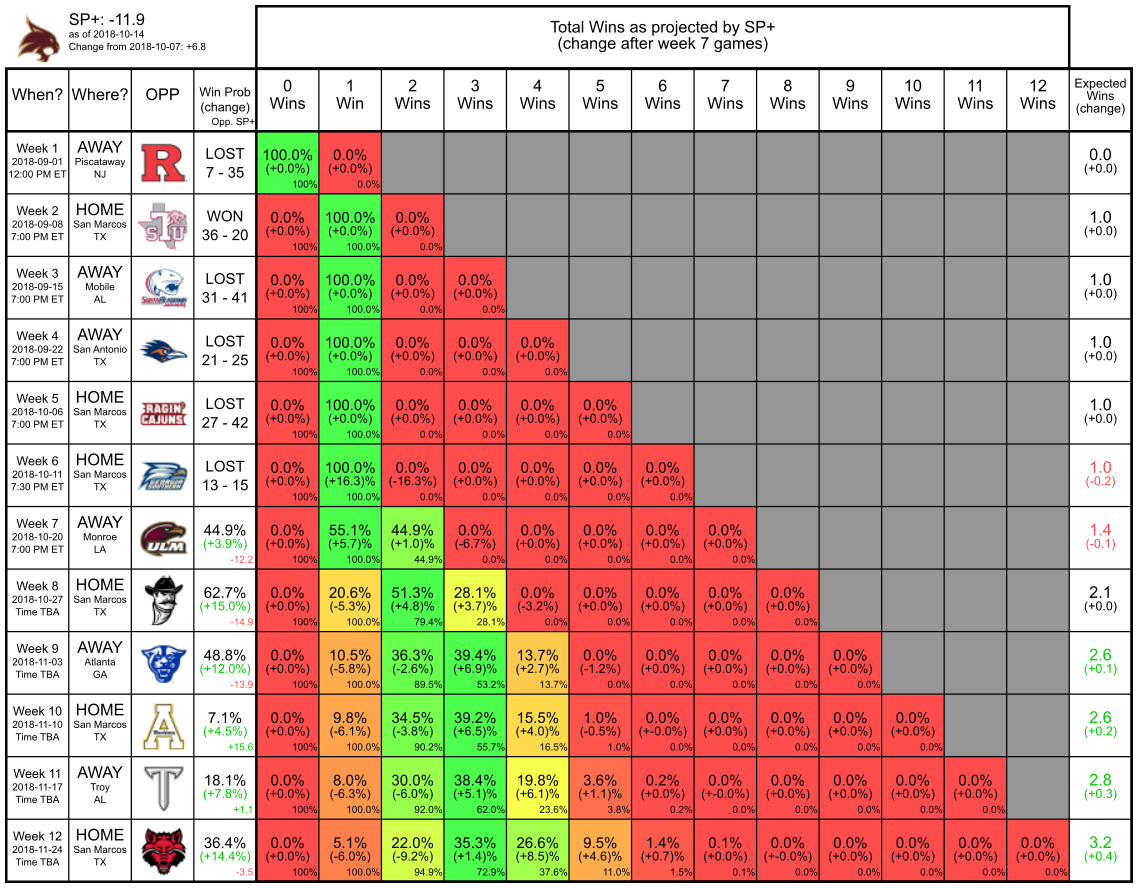 SP+: -11.9
as of 2018-10-14
Change from 2018-10-07: +6.8
Total Wins as projected by SP+
(change after week 7 games)
When? Where? OPP Win Prob (change) Opp. SP+
0 Wins 1 Win 2 Wins 3 Wins 4 Wins 5 Wins 6 Wins 7 Wins 8 Wins 9 Wins 10 Wins 11 Wins 12 Wins Expected Wins (change)
Week 1 AWAY LOST 100.0% 0.0% 0.0
2018-09-01 Piscataway R 7 - 35 (+0.0%) (+0.0%) (+0.0)
12:00 PM ET NJ 100% 0.0%
Week 2 HOME WON 0.0% 100.0% 0.0% 1.0
2018-09-08 San Marcos TSU 36 - 20 (+0.0%) (+0.0%) (+0.0%) (+0.0)
7:00 PM ET TX 100% 100.0% 0.0%
Week 3 AWAY LOST 0.0% 100.0% 0.0% 0.0% 1.0
2018-09-15 Mobile 31 - 41 (+0.0%) (+0.0%) (+0.0%) (+0.0%) (+0.0)
7:00 PM ET AL SOUTH ALABAMA 100% 100.0% 0.0% 0.0%
Week 4 AWAY LOST 0.0% 100.0% 0.0% 0.0% 0.0% 1.0
2018-09-22 San Antonio 21 - 25 (+0.0%) (+0.0%) (+0.0%) (+0.0%) (+0.0%) (+0.0)
7:00 PM ET TX 100% 100.0% 0.0% 0.0% 0.0%
Week 5 HOME RAGIN' LOST 0.0% 100.0% 0.0% 0.0% 0.0% 0.0% 1.0
2018-10-06 San Marcos CAJUNS 27 - 42 (+0.0%) (+0.0%) (+0.0%) (+0.0%) (+0.0%) (+0.0%) (+0.0)
7:00 PM ET TX 100% 100.0% 0.0% 0.0% 0.0% 0.0%
Week 6 HOME LOST 0.0% 100.0% 0.0% 0.0% 0.0% 0.0% 0.0% 1.0
2018-10-11 San Marcos GEORGIA SOUTHERN 13 - 15 (+0.0%) (+16.3)% (-16.3%) (+0.0%) (+0.0%) (+0.0%) (+0.0%) (-0.2)
7:30 PM ET TX 100% 100.0% 0.0% 0.0% 0.0% 0.0% 0.0%
Week 7 AWAY 44.9% 0.0% 55.1% 44.9% 0.0% 0.0% 0.0% 0.0% 0.0% 1.4
2018-10-20 Monroe ULM (+3.9%) (+0.0%) (+5.7)% (+1.0)% (-6.7%) (+0.0%) (+0.0%) (+0.0%) (+0.0%) (-0.1)
7:00 PM ET LA -12.2 100% 100.0% 44.9% 0.0% 0.0% 0.0% 0.0% 0.0%
Week 8 HOME 62.7% 0.0% 20.6% 51.3% 28.1% 0.0% 0.0% 0.0% 0.0% 0.0% 2.1
2018-10-27 San Marcos (+15.0%) (+0.0%) (-5.3%) (+4.8)% (+3.7)% (-3.2%) (+0.0%) (+0.0%) (+0.0%) (+0.0%) (+0.0)
Time TBA TX -14.9 100% 100.0% 79.4% 28.1% 0.0% 0.0% 0.0% 0.0% 0.0%
Week 9 AWAY 48.8% 0.0% 10.5% 36.3% 39.4% 13.7% 0.0% 0.0% 0.0% 0.0% 0.0% 2.6
2018-11-03 Atlanta (+12.0%) (+0.0%) (-5.8%) (-2.6%) (+6.9)% (+2.7)% (-1.2%) (+0.0%) (+0.0%) (+0.0%) (+0.0%) (+0.1)
Time TBA GA -13.9 100% 100.0% 89.5% 53.2% 13.7% 0.0% 0.0% 0.0% 0.0% 0.0%
Week 10 HOME 7.1% 0.0% 9.8% 34.5% 39.2% 15.5% 1.0% 0.0% 0.0% 0.0% 0.0% 0.0% 2.6
2018-11-10 San Marcos A (+4.5%) (+0.0%) (-6.1%) (-3.8%) (+6.5)% (+4.0)% (-0.5%) (+-0.0%) (+0.0%) (+0.0%) (+0.0%) (+0.0%) (+0.2)
Time TBA TX +15.6 100% 100.0% 90.2% 55.7% 16.5% 1.0% 0.0% 0.0% 0.0% 0.0% 0.0%
Week 11 AWAY 18.1% 0.0% 8.0% 30.0% 38.4% 19.8% 3.6% 0.2% 0.0% 0.0% 0.0% 0.0% 0.0% 2.8
2018-11-17 Troy T (+7.8%) (+0.0%) (-6.3%) (-6.0%) (+5.1)% (+6.1)% (+1.1)% (+0.0%) (+-0.0%) (+0.0%) (+0.0%) (+0.0%) (+0.0%) (+0.3)
Time TBA AL +1.1 100% 100.0% 92.0% 62.0% 23.6% 3.8% 0.2% 0.0% 0.0% 0.0% 0.0% 0.0%
Week 12 HOME 36.4% 0.0% 5.1% 22.0% 35.3% 26.6% 9.5% 1.4% 0.1% 0.0% 0.0% 0.0% 0.0% 0.0% 3.2
2018-11-24 San Marcos (+14.4%) (+0.0%) (-6.0%) (-9.2%) (+1.4)% (+8.5)% (+4.6)% (+0.7)% (+0.0%) (+-0.0%) (+0.0%) (+0.0%) (+0.0%) (+0.0%) (+0.4)
Time TBA TX -3.5 100% 100.0% 94.9% 72.9% 37.6% 11.0% 1.5% 0.1% 0.0% 0.0% 0.0% 0.0% 0.0%